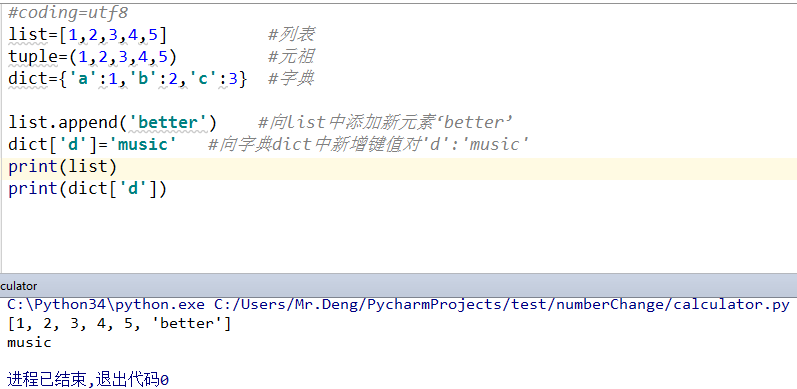 #coding=utf8
list=[1,2,3,4,5] #列表
tuple=(1,2,3,4,5) #元祖
dict={'a':1,'b':2,'c':3} #字典
list.append('better') #向list中添加新元素‘better’
dict['d']='music' #向字典dict中新增键值对'd':'music'
print(list)
print(dict['d'])
culator
C:\Python34\python.exe C:/Users/Mr.Deng/PycharmProjects/test/numberChange/calculator.py
[1, 2, 3, 4, 5, 'better']
music
进程已结束,退出代码0